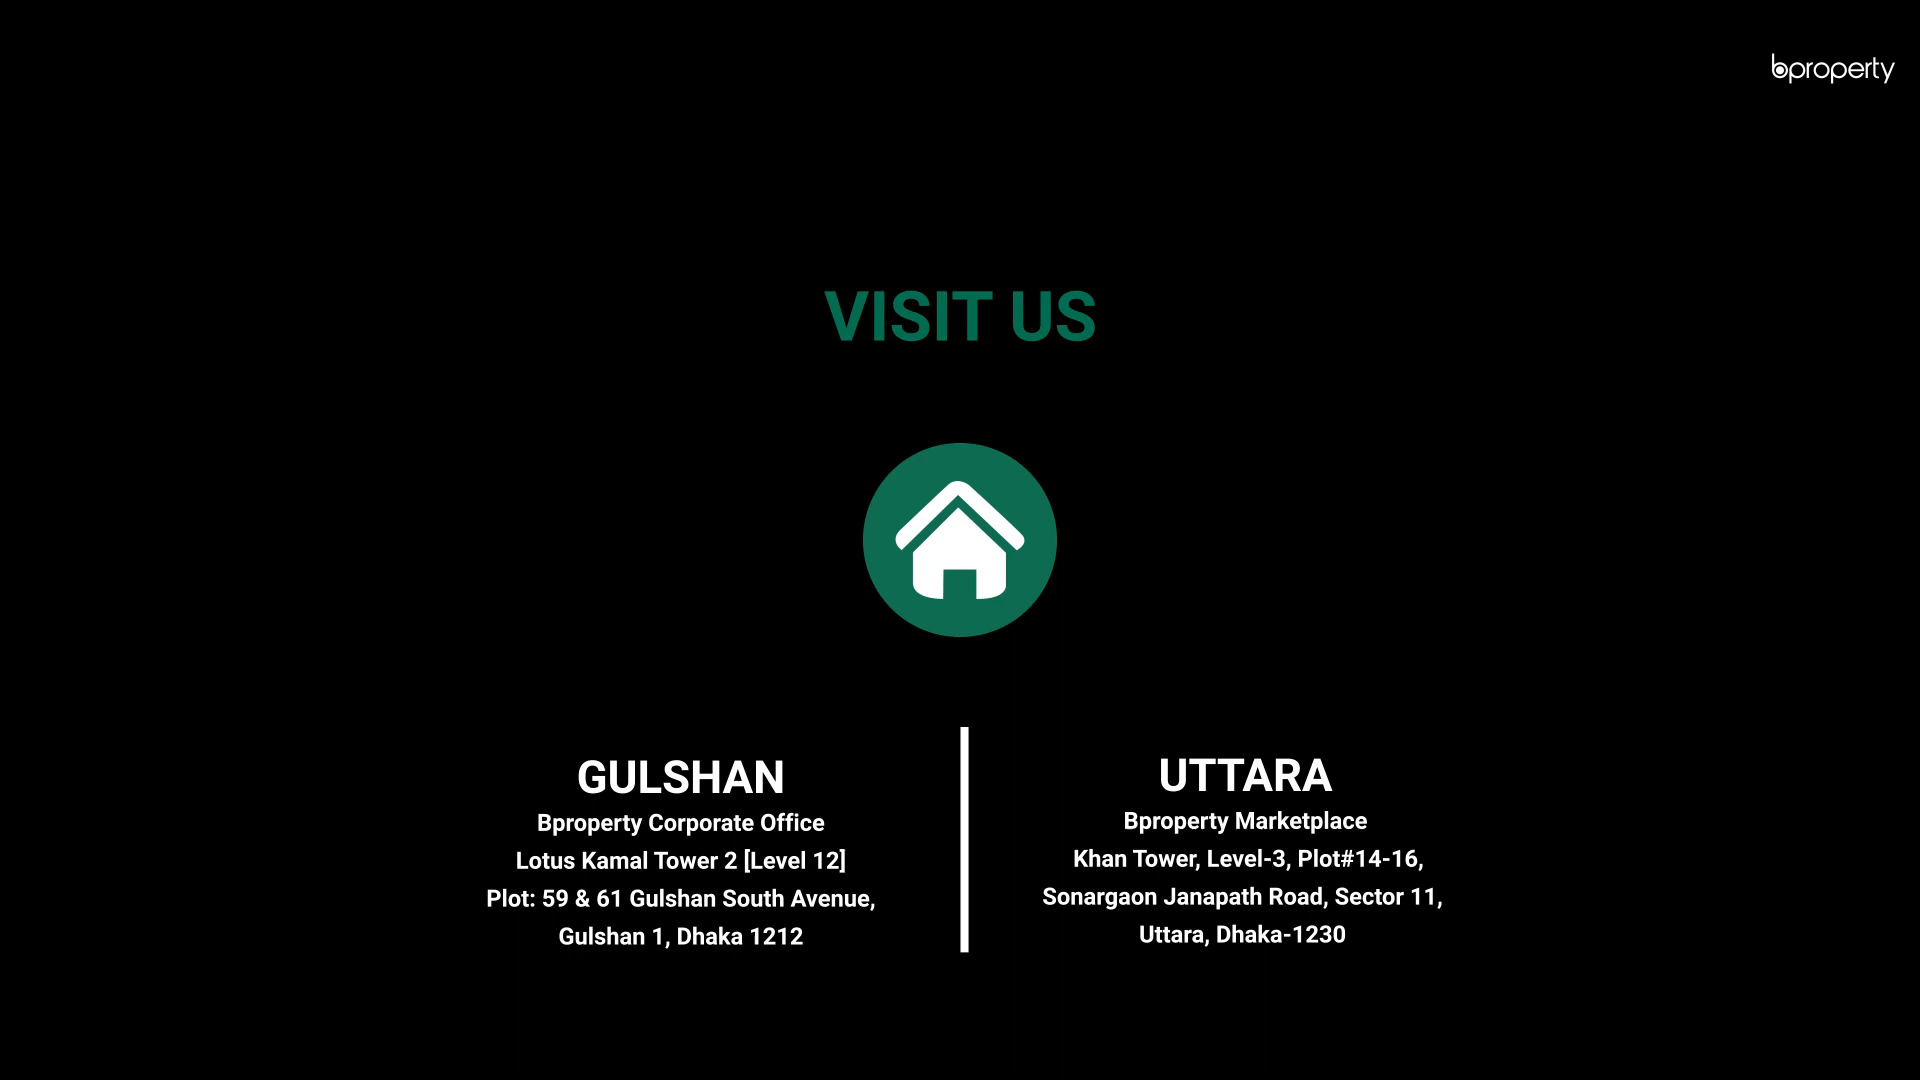 bproperty
VISIT US
GULSHAN
Bproperty Corporate Office
Lotus Kamal Tower 2 [Level 12]
Plot: 59 & 61 Gulshan South Avenue,
Gulshan 1, Dhaka 1212
UTTARA
Bproperty Marketplace
Khan Tower, Level-3, Plot#14-16,
Sonargaon Janapath Road, Sector 11,
Uttara, Dhaka-1230